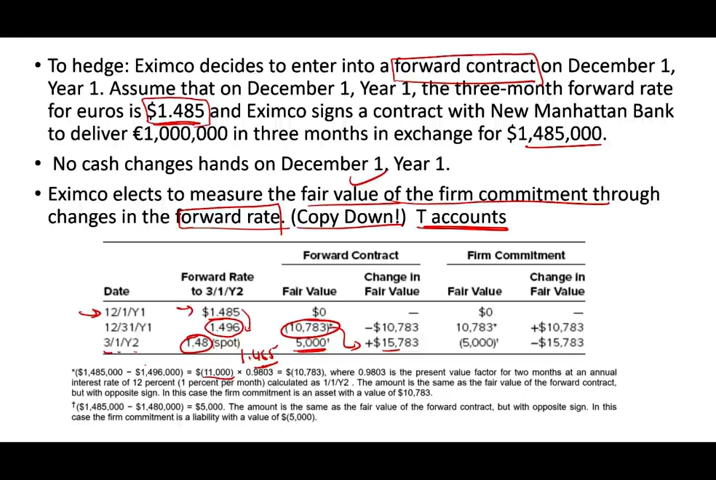 • To hedge: Eximco decides to enter into a forward contract on December 1,
Year 1. Assume that on December 1, Year 1, the three-month forward rate
for euros is $1.485 and Eximco signs a contract with New Manhattan Bank
to deliver €1,000,000 in three months in exchange for $1,485,000.
• No cash changes hands on December 1, Year 1.
• Eximco elects to measure the fair value of the firm commitment through
changes in the forward rate. (Copy Down!) T accounts
Forward Contract Firm Commitment
Forward Rate Change in Change in
Date to 3/1/Y2 Fair Value Fair Value Fair Value Fair Value
12/1/Y1 $1.485 $0 — $0 —
12/31/Y1 1.496 (10,783)* −$10,783 10,783* +$10,783
3/1/Y2 1.48 (spot) 5,000† +$15,783 (5,000)† −$15,783
1.465
*($1,485,000 − $1,496,000) = $(11,000) × 0.9803 = $(10,783), where 0.9803 is the present value factor for two months at an annual
interest rate of 12 percent (1 percent per month) calculated as 1/1/Y2 . The amount is the same as the fair value of the forward contract,
but with opposite sign. In this case the firm commitment is an asset with a value of $10,783.
†($1,485,000 − $1,480,000) = $5,000. The amount is the same as the fair value of the forward contract, but with opposite sign. In this
case the firm commitment is a liability with a value of $(5,000).